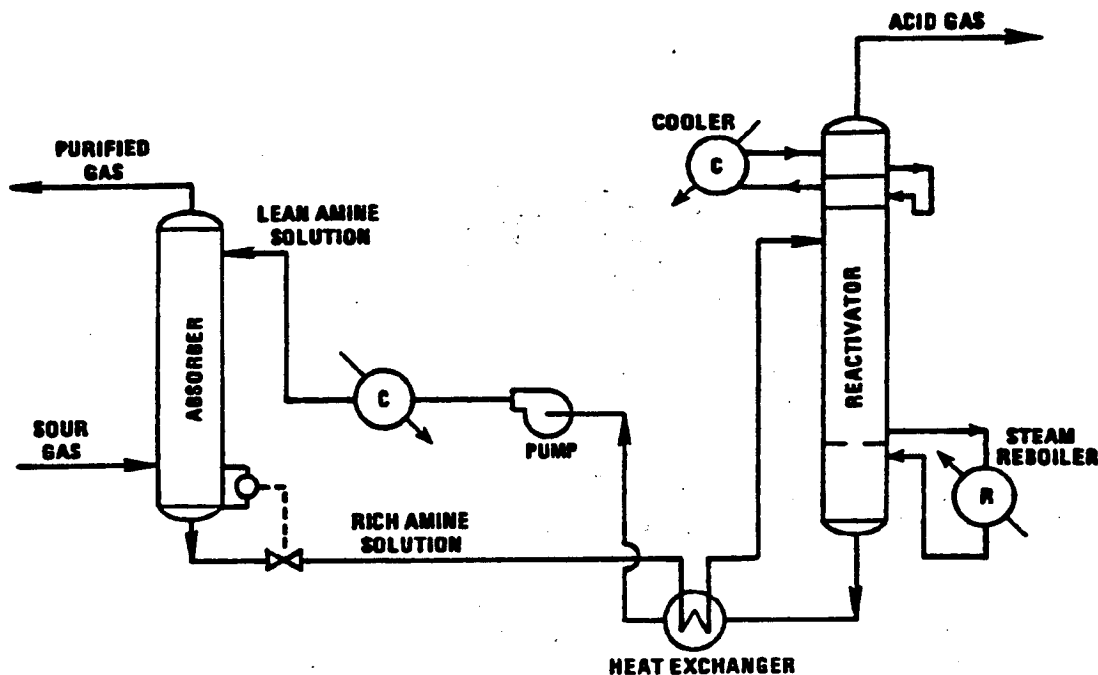 ACID GAS
COOLER
C
PURIFIED
GAS
LEAN AMINE
SOLUTION
ABSORBER
REACTIVATOR
C
PUMP
SOUR
GAS
STEAM
REBOILER
R
RICH AMINE
SOLUTION
HEAT EXCHANGER